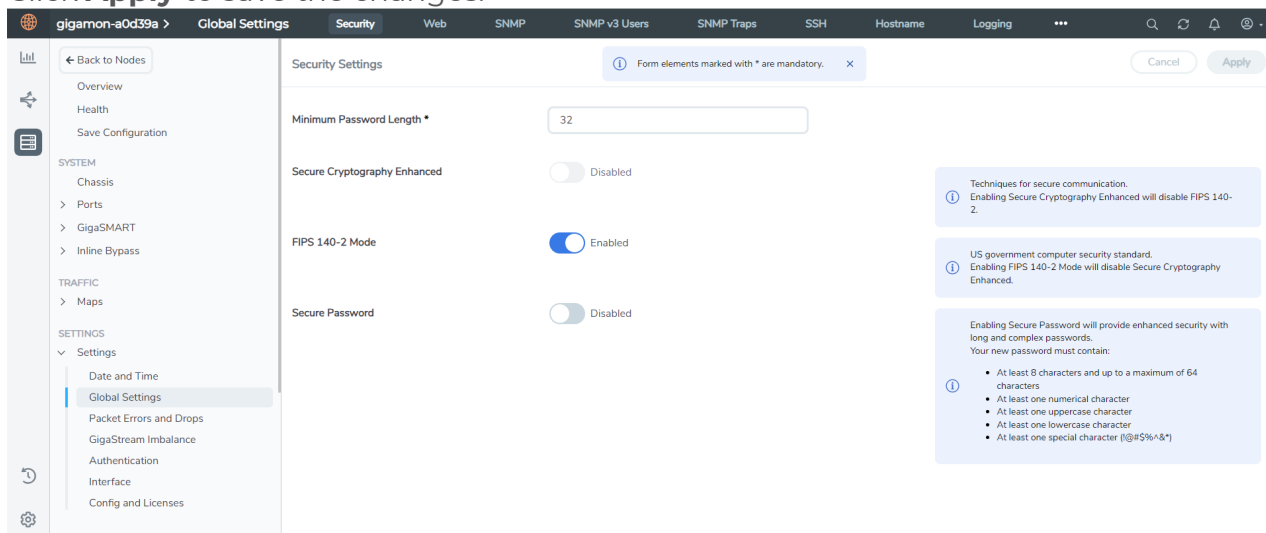 gigamon-a0d39a > Global Settings Security Web SNMP SNMP v3 Users SNMP Traps SSH Hostname Logging •••
← Back to Nodes
Overview
Health
Save Configuration
SYSTEM
Chassis
> Ports
> GigaSMART
> Inline Bypass
TRAFFIC
> Maps
SETTINGS
Settings
Date and Time
Global Settings
Packet Errors and Drops
GigaStream Imbalance
Authentication
Interface
Config and Licenses
Security Settings
Form elements marked with * are mandatory. ×
Cancel Apply
Minimum Password Length *
32
Secure Cryptography Enhanced
Disabled
Techniques for secure communication.
Enabling Secure Cryptography Enhanced will disable FIPS 140-
2.
FIPS 140-2 Mode
Enabled
US government computer security standard.
Enabling FIPS 140-2 Mode will disable Secure Cryptography
Enhanced.
Secure Password
Disabled
Enabling Secure Password will provide enhanced security with
long and complex passwords.
Your new password must contain:
• At least 8 characters and up to a maximum of 64
characters
• At least one numerical character
• At least one uppercase character
• At least one lowercase character
• At least one special character (!@#$%^&*)